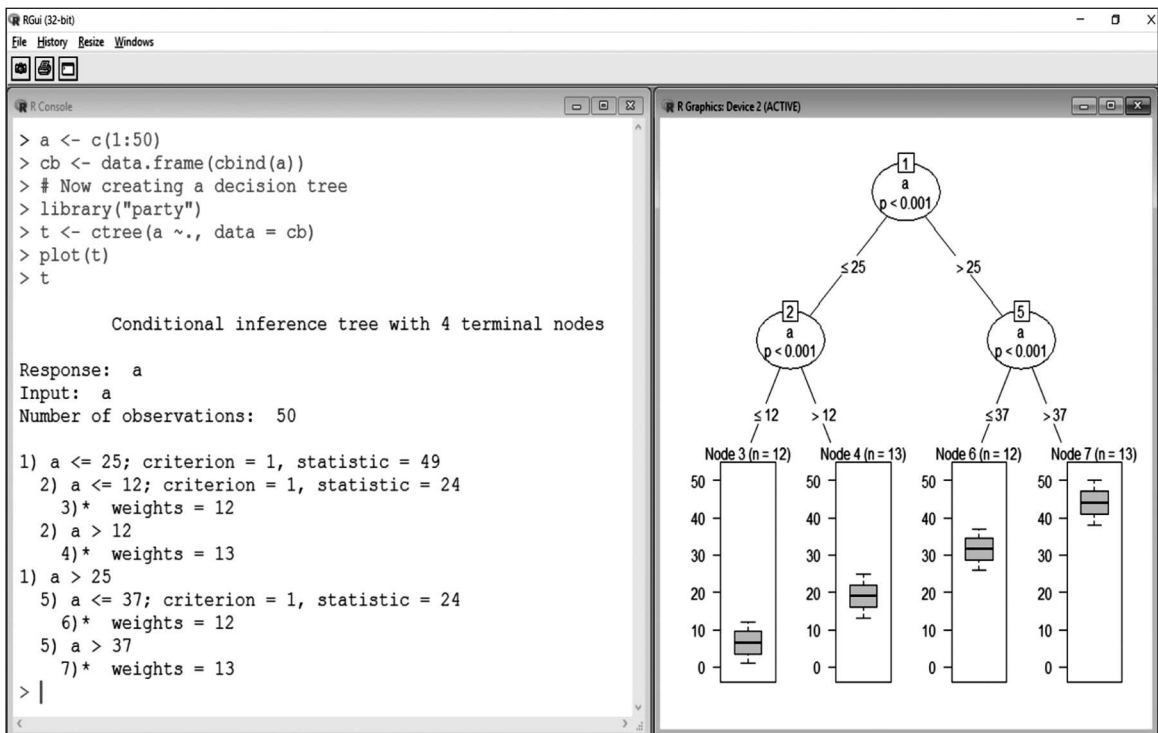 RGui (32-bit)
File History Resize Windows
R Console
> a <- c(1:50)
> cb <- data.frame(cbind(a))
> # Now creating a decision tree
> library("party")
> t <- ctree(a ~., data = cb)
> plot(t)
> t
Conditional inference tree with 4 terminal nodes
Response: a
Input: a
Number of observations: 50
1) a <= 25; criterion = 1, statistic = 49
2) a <= 12; criterion = 1, statistic = 24
3)* weights = 12
2) a > 12
4)* weights = 13
1) a > 25
5) a <= 37; criterion = 1, statistic = 24
6)* weights = 12
5) a > 37
7)* weights = 13
>
R Graphics: Device 2 (ACTIVE)
1
a
p < 0.001
≤ 25 > 25
2 5
a a
p < 0.001 p < 0.001
≤ 12 > 12 ≤ 37 > 37
Node 3 (n = 12) Node 4 (n = 13) Node 6 (n = 12) Node 7 (n = 13)
50 50 50 50
40 40 40 40
30 30 30 30
20 20 20 20
10 10 10 10
0 0 0 0